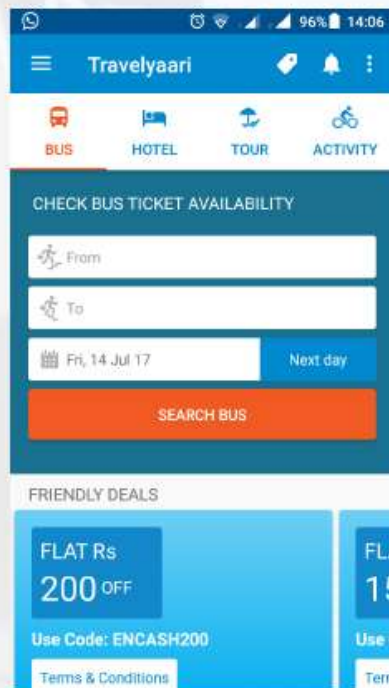 96% 14:06
Travelyaari
BUS HOTEL TOUR ACTIVITY
CHECK BUS TICKET AVAILABILITY
From
To
Fri, 14 Jul 17 Next day
SEARCH BUS
FRIENDLY DEALS
FLAT Rs
200 OFF
Use Code: ENCASH200
Terms & Conditions
Use